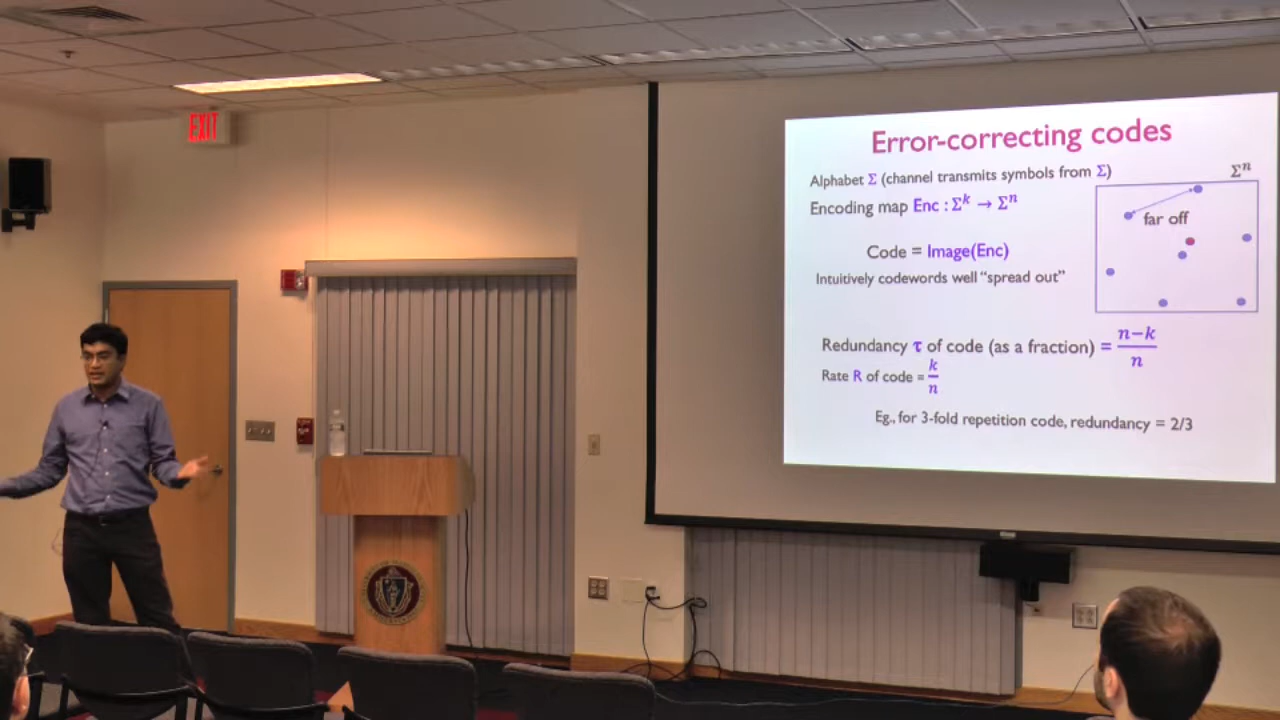 EXIT
Error-correcting codes
Alphabet Σ (channel transmits symbols from Σ)
Σⁿ
Encoding map Enc : Σᵏ → Σⁿ
far off
Code = Image(Enc)
Intuitively codewords well “spread out”
Redundancy τ of code (as a fraction) = n−k/n
Rate R of code = k/n
Eg., for 3-fold repetition code, redundancy = 2/3